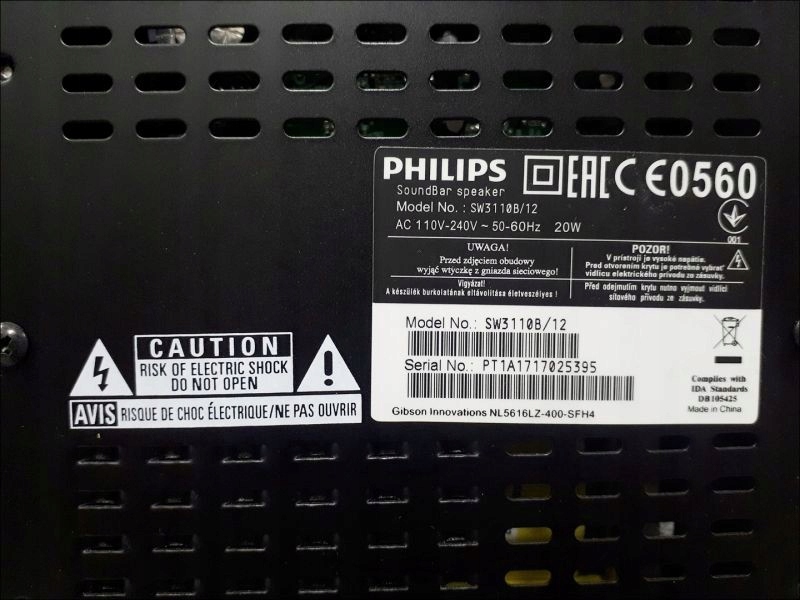 PHILIPS
EAC CE0560
SoundBar speaker
Model No. : SW3110B/12
AC 110V-240V ~ 50-60Hz 20W
001
UWAGA!
Przed zdjęciem obudowy
wyjąć wtyczkę z gniazda sieciowego!
Vigyázat!
A készülék burkolatának eltávolítása életveszélyes !
POZOR!
V prístroji je vysoké napätie.
Pred otvorením krytu je potrebné vybrať
vidlicu elektrického prívodu zo zásuvky.
Před odejmutím krytu nutno vyjmout vidlici
síťového přívodu ze zásuvky.
Model No.: SW3110B/12
Serial No.: PT1A1717025395
Complies with
IDA Standards
DB105425
Made in China
Gibson Innovations NL5616LZ-400-SFH4
CAUTION
RISK OF ELECTRIC SHOCK
DO NOT OPEN
AVIS RISQUE DE CHOC ÉLECTRIQUE/NE PAS OUVRIR